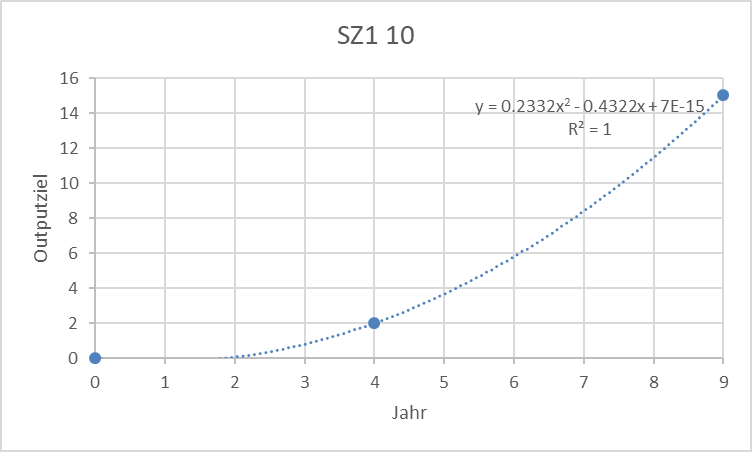 SZ1 10
16
14
12
10
8
6
4
2
0
y = 0.2332x² - 0.4322x + 7E-15
R² = 1
Outputziel
0 1 2 3 4 5 6 7 8 9
Jahr